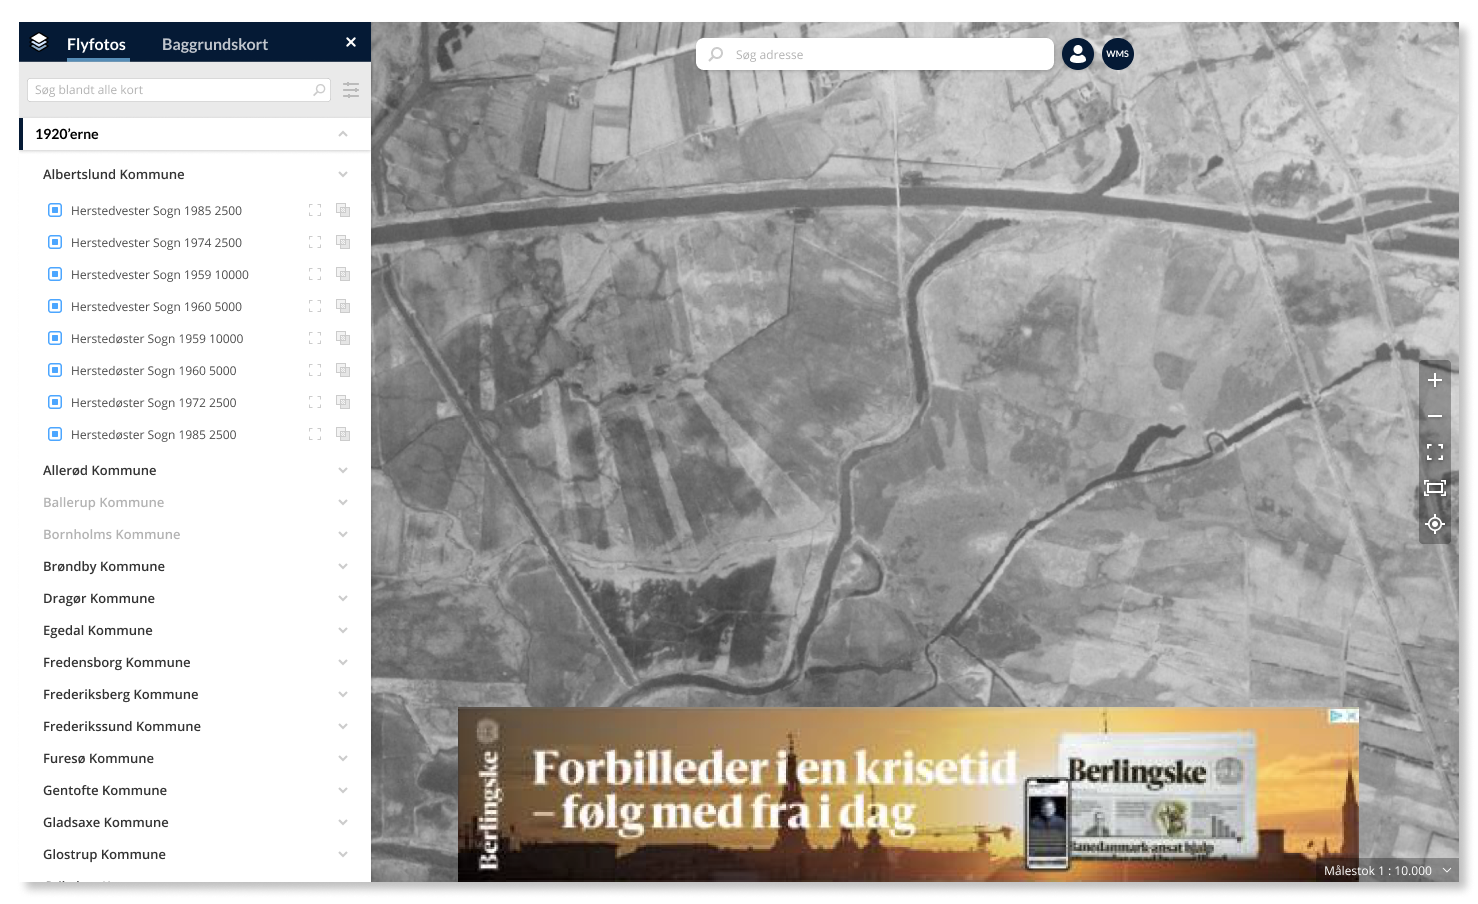 Flyfotos Baggrundskort
Søg blandt alle kort
1920'erne
Albertslund Kommune
Herstedvester Sogn 1985 2500
Herstedvester Sogn 1974 2500
Herstedvester Sogn 1959 10000
Herstedvester Sogn 1960 5000
Herstedøster Sogn 1959 10000
Herstedøster Sogn 1960 5000
Herstedøster Sogn 1972 2500
Herstedøster Sogn 1985 2500
Allerød Kommune
Ballerup Kommune
Bornholms Kommune
Brøndby Kommune
Dragør Kommune
Egedal Kommune
Fredensborg Kommune
Frederiksberg Kommune
Frederikssund Kommune
Furesø Kommune
Gentofte Kommune
Gladsaxe Kommune
Glostrup Kommune
Søg adresse
WMS
Berlingske
Forbilleder i en krisetid
– følg med fra i dag
Berlingske
Banedanmark ansat hjalp
Målestok 1 : 10.000